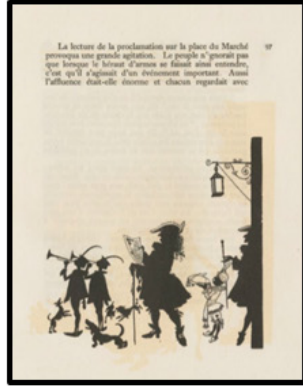 La lecture de la proclamation sur la place du Marché
provoqua une grande agitation. Le peuple n'ignorait pas
que lorsque le héraut d'armes se faisait ainsi entendre,
c'est qu'il s'agissait d'un événement important. Aussi
l'affluence était-elle énorme et chacun regardait avec